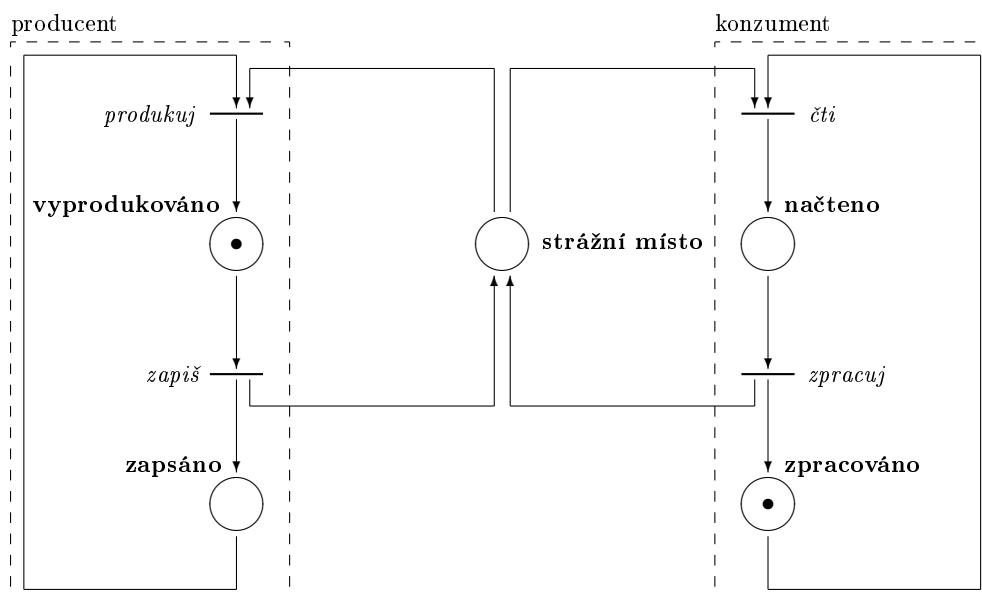 producent
konzument
produkuj
čti
vyprodukováno
načteno
strážní místo
zapiš
zpracuj
zapsáno
zpracováno